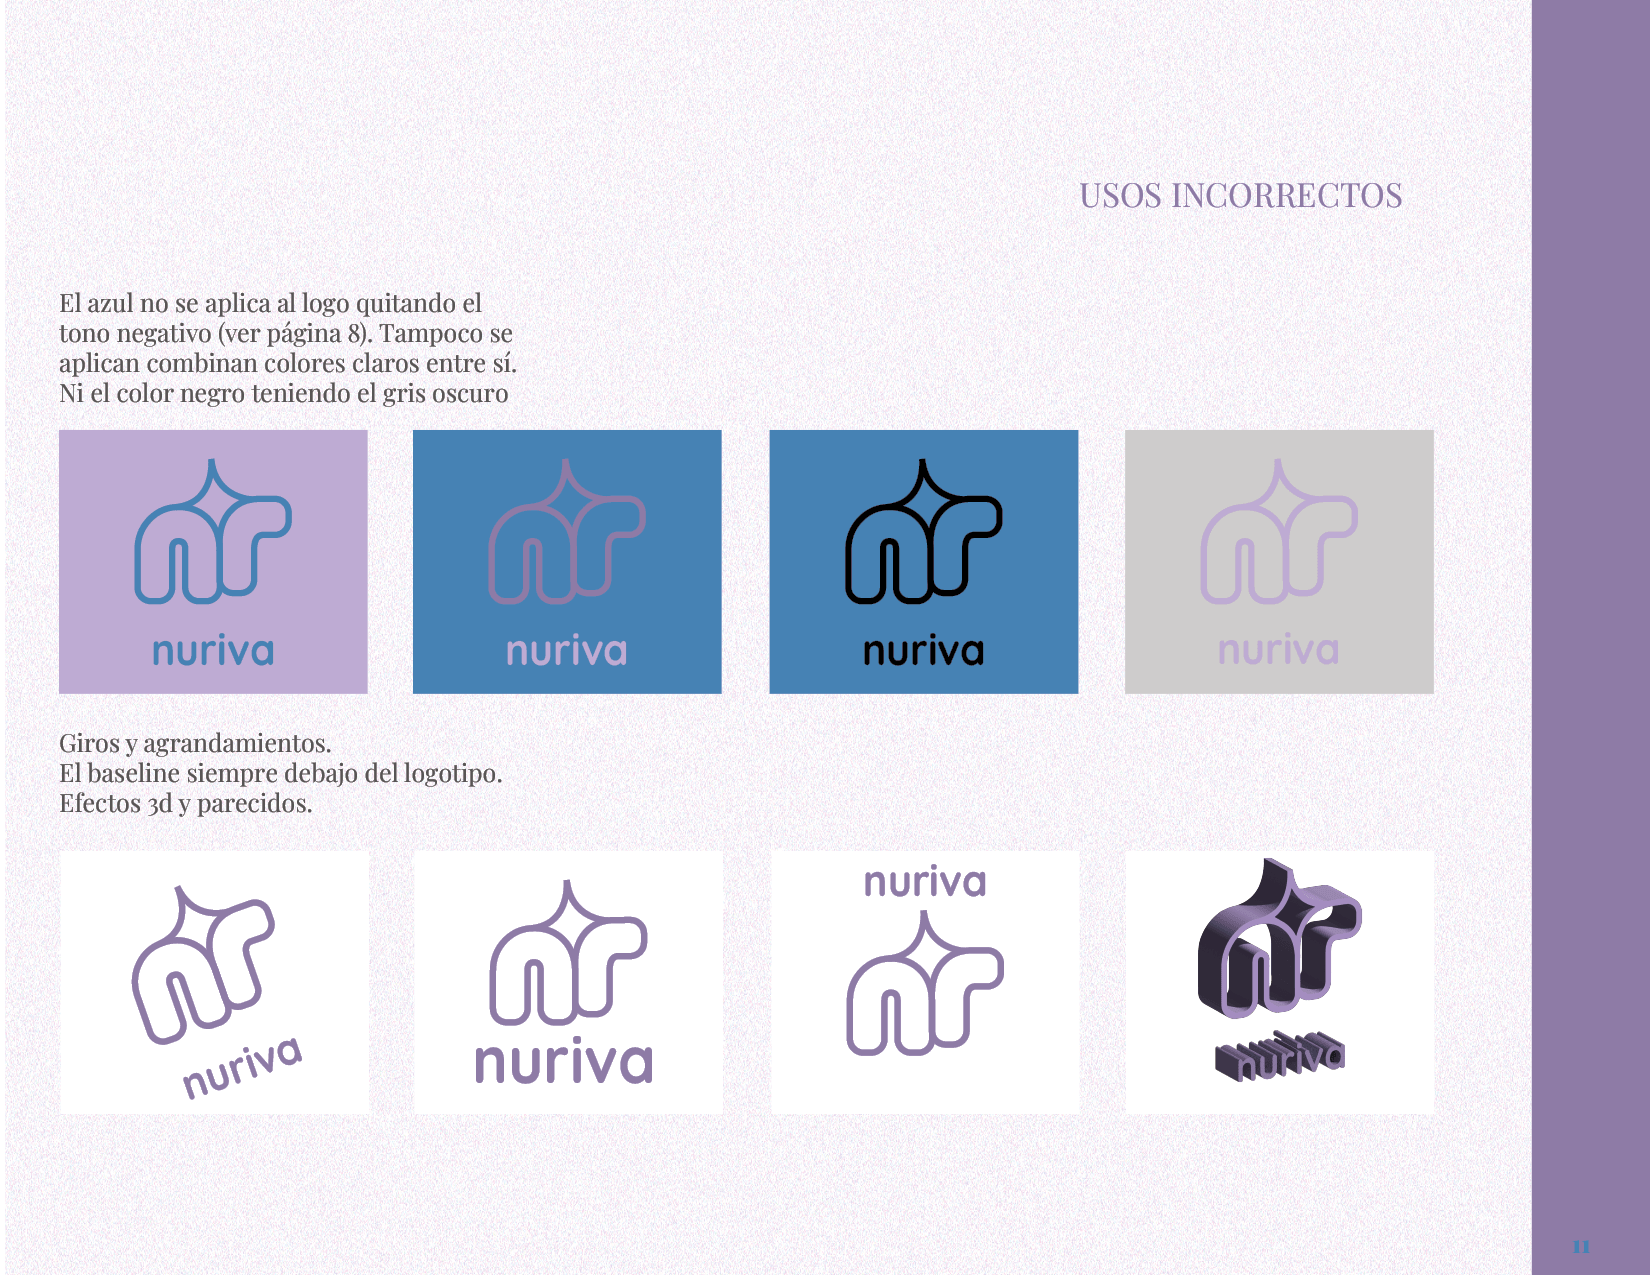 USOS INCORRECTOS
El azul no se aplica al logo quitando el
tono negativo (ver página 8). Tampoco se
aplican combinan colores claros entre sí.
Ni el color negro teniendo el gris oscuro
nuriva
nuriva
nuriva
nuriva
Giros y agrandamientos.
El baseline siempre debajo del logotipo.
Efectos 3d y parecidos.
nuriva
nuriva
nuriva
nuriva
11